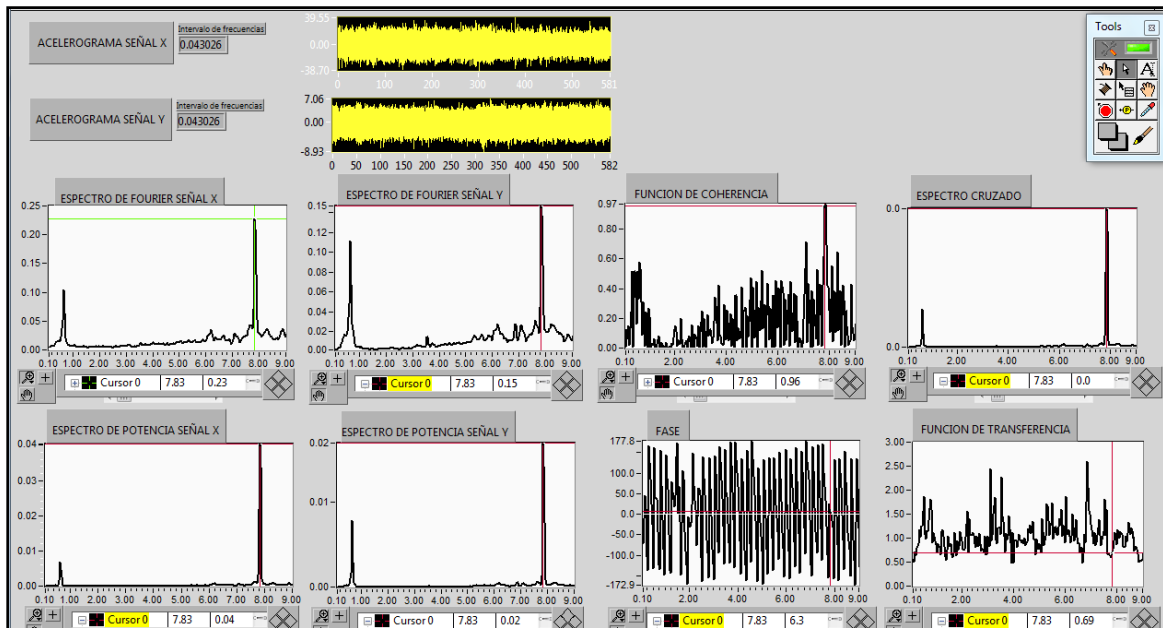 Tools
ACELEROGRAMA SEÑAL X
Intervalo de frecuencias
0.043026
39.55
0.00
-38.70
0 100 200 300 400 500 581
ACELEROGRAMA SEÑAL Y
Intervalo de frecuencias
0.043026
7.06
0.00
-8.93
0 50 100 150 200 250 300 350 400 450 500 582
ESPECTRO DE FOURIER SEÑAL X
0.25
0.20
0.15
0.10
0.05
0.00
0.10 1.00 2.00 3.00 4.00 5.00 6.00 7.00 8.00 9.00
Cursor 0 7.83 0.23
ESPECTRO DE FOURIER SEÑAL Y
0.15
0.12
0.10
0.08
0.06
0.04
0.02
0.00
0.10 1.00 2.00 3.00 4.00 5.00 6.00 7.00 8.00 9.00
Cursor 0 7.83 0.15
FUNCION DE COHERENCIA
0.97
0.80
0.60
0.40
0.20
0.00
0.10 2.00 4.00 6.00 8.00 9.00
Cursor 0 7.83 0.96
ESPECTRO CRUZADO
0.0
0.0
0.10 1.00 2.00 3.00 4.00 5.00 6.00 7.00 9.00
Cursor 0 7.83 0.0
ESPECTRO DE POTENCIA SEÑAL X
0.04
0.03
0.02
0.01
0.00
0.10 1.00 2.00 3.00 4.00 5.00 6.00 7.00 8.00 9.00
Cursor 0 7.83 0.04
ESPECTRO DE POTENCIA SEÑAL Y
0.02
0.01
0.00
0.10 1.00 2.00 3.00 4.00 5.00 6.00 7.00 8.00 9.00
Cursor 0 7.83 0.02
FASE
177.8
100.0
50.0
0.0
-50.0
-100.0
-172.9
0.10 2.00 4.00 6.00 8.00 9.00
Cursor 0 7.83 6.3
FUNCION DE TRANSFERENCIA
3.00
2.50
2.00
1.50
1.00
0.50
0.00
0.10 2.00 4.00 6.00 8.00 9.00
Cursor 0 7.83 0.69